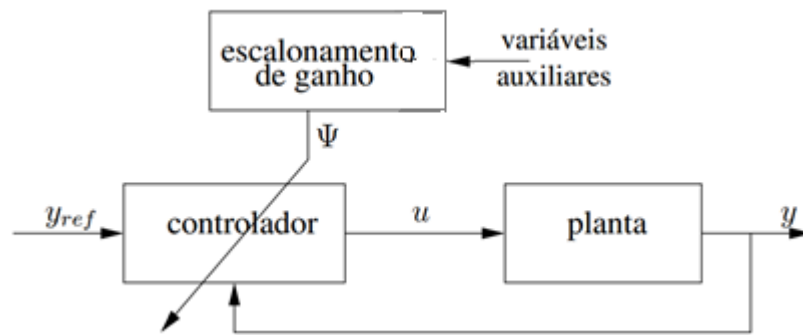 escalonamento
de ganho
variáveis
auxiliares
Ψ
y_ref
controlador
u
planta
y